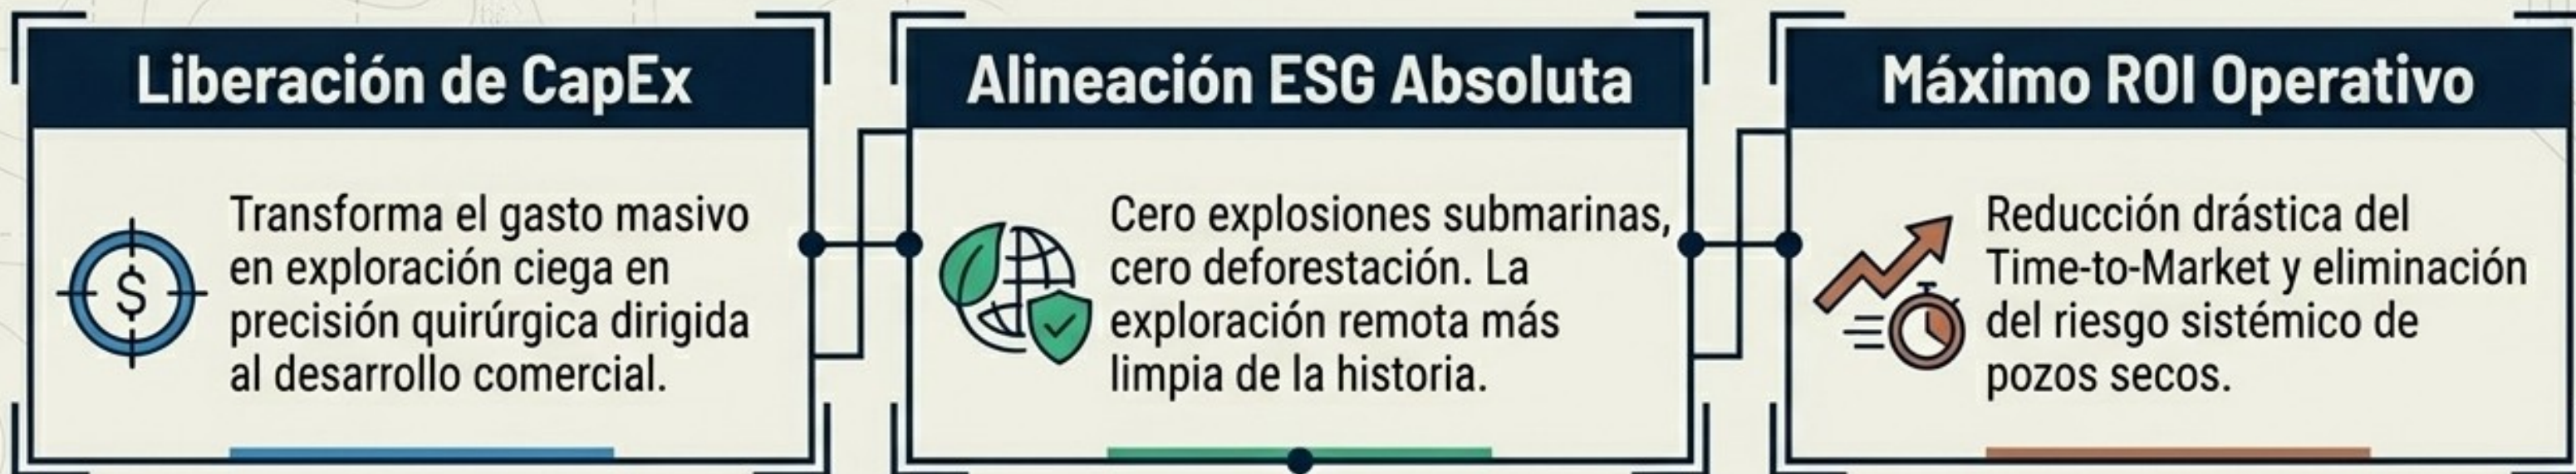 Liberación de CapEx
Transforma el gasto masivo
en exploración ciega en
precisión quirúrgica dirigida
al desarrollo comercial.
$
Alineación ESG Absoluta
Cero explosiones submarinas,
cero deforestación. La
exploración remota más
limpia de la historia.
Máximo ROI Operativo
Reducción drástica del
Time-to-Market y eliminación
del riesgo sistémico de
pozos secos.